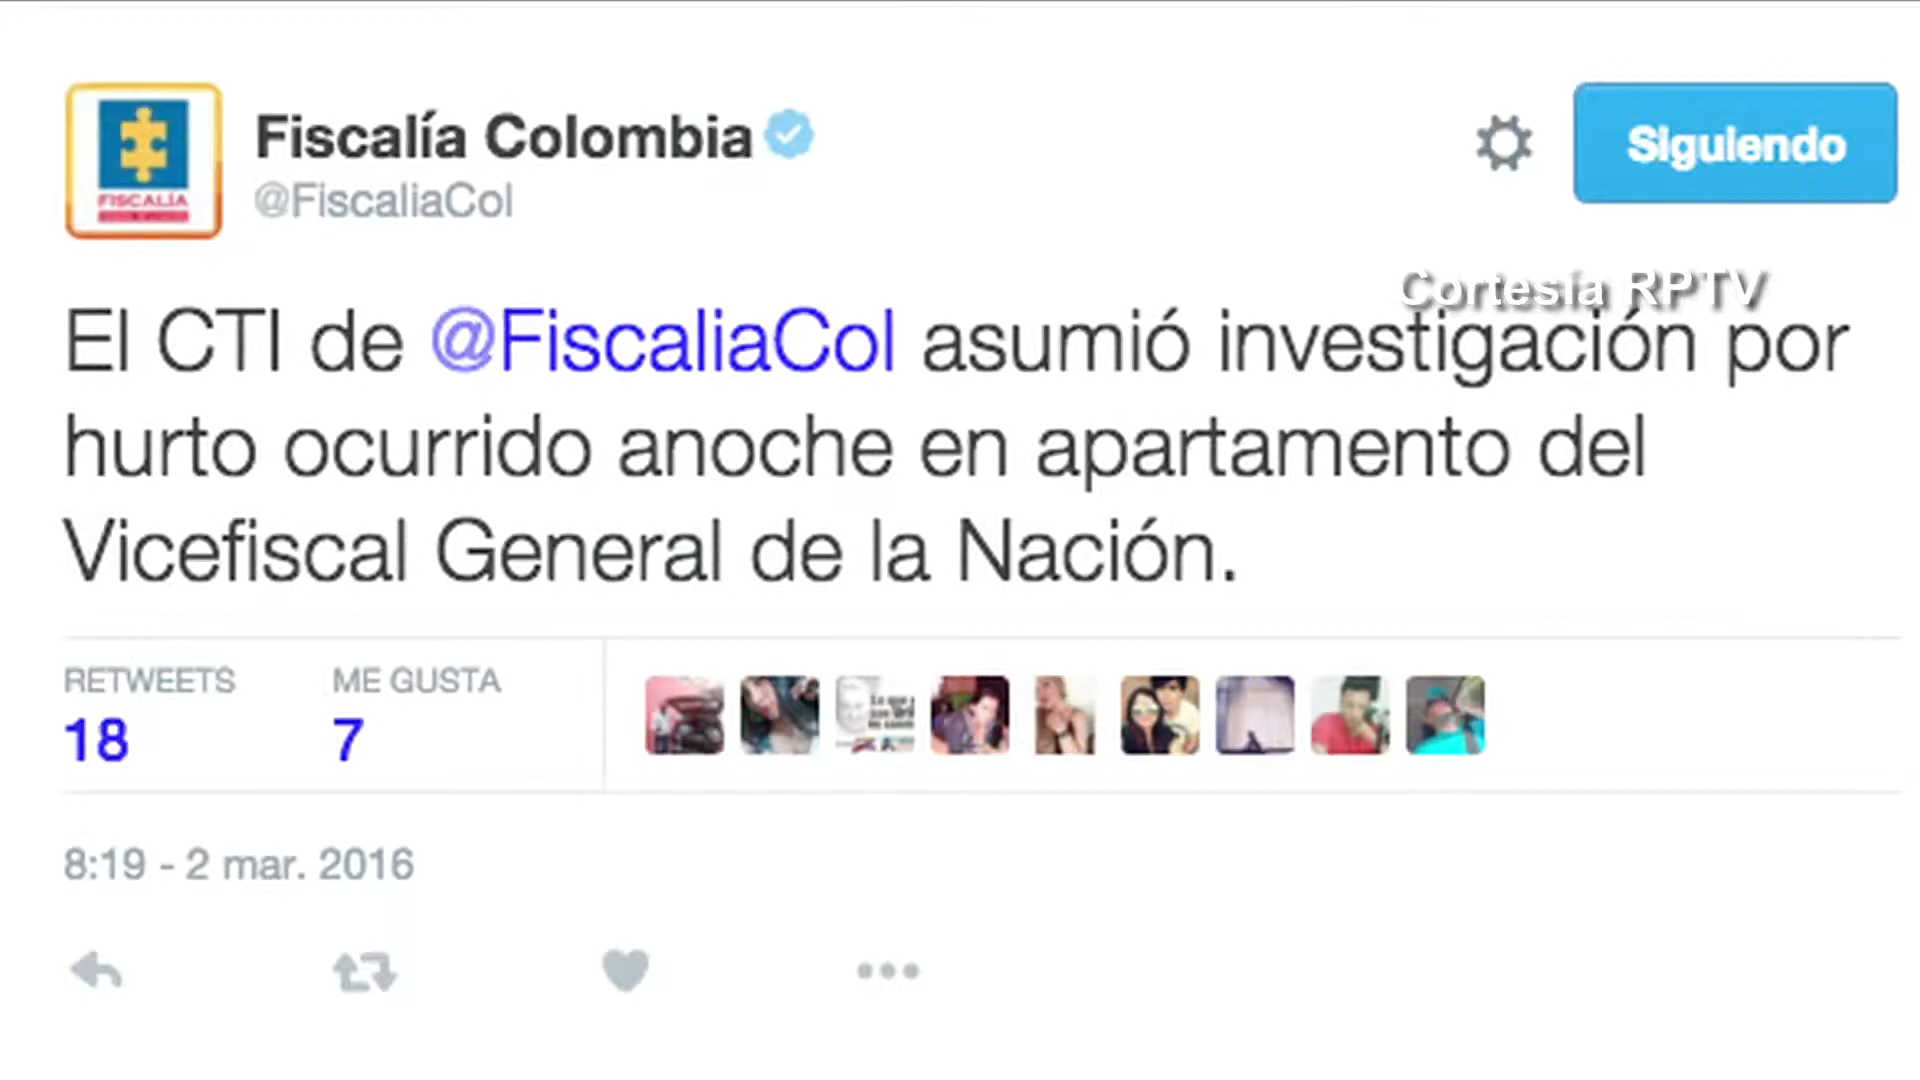 Fiscalía Colombia
@FiscaliaCol
FISCALÍA
Siguiendo
Cortesía RPTV
El CTI de @FiscaliaCol asumió investigación por
hurto ocurrido anoche en apartamento del
Vicefiscal General de la Nación.
RETWEETS ME GUSTA
18 7
8:19 - 2 mar. 2016